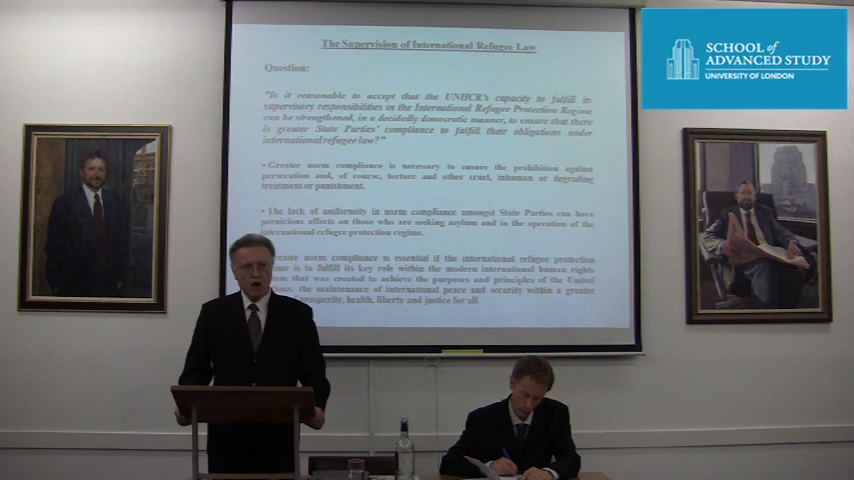 The Supervision of International Refugee Law
SCHOOL of
ADVANCED STUDY
UNIVERSITY OF LONDON
Question:
"Is it reasonable to accept that the UNHCR's capacity to fulfill its
supervisory responsibilities in the International Refugee Protection Regime
can be strengthened, in a decidedly democratic manner, to ensure that there
is greater State Parties' compliance to fulfill their obligations under
international refugee law?"
• Greater norm compliance is necessary to ensure the prohibition against
persecution and, of course, torture and other cruel, inhuman or degrading
treatment or punishment.
• The lack of uniformity in norm compliance amongst State Parties can have
pernicious affects on those who are seeking asylum and in the operation of the
international refugee protection regime.
reater norm compliance is essential if the international refugee protection
me is to fulfill its key role within the modern international human rights
tem that was created to achieve the purposes and principles of the United
the maintenance of international peace and security within a greater
prosperity, health, liberty and justice for all.